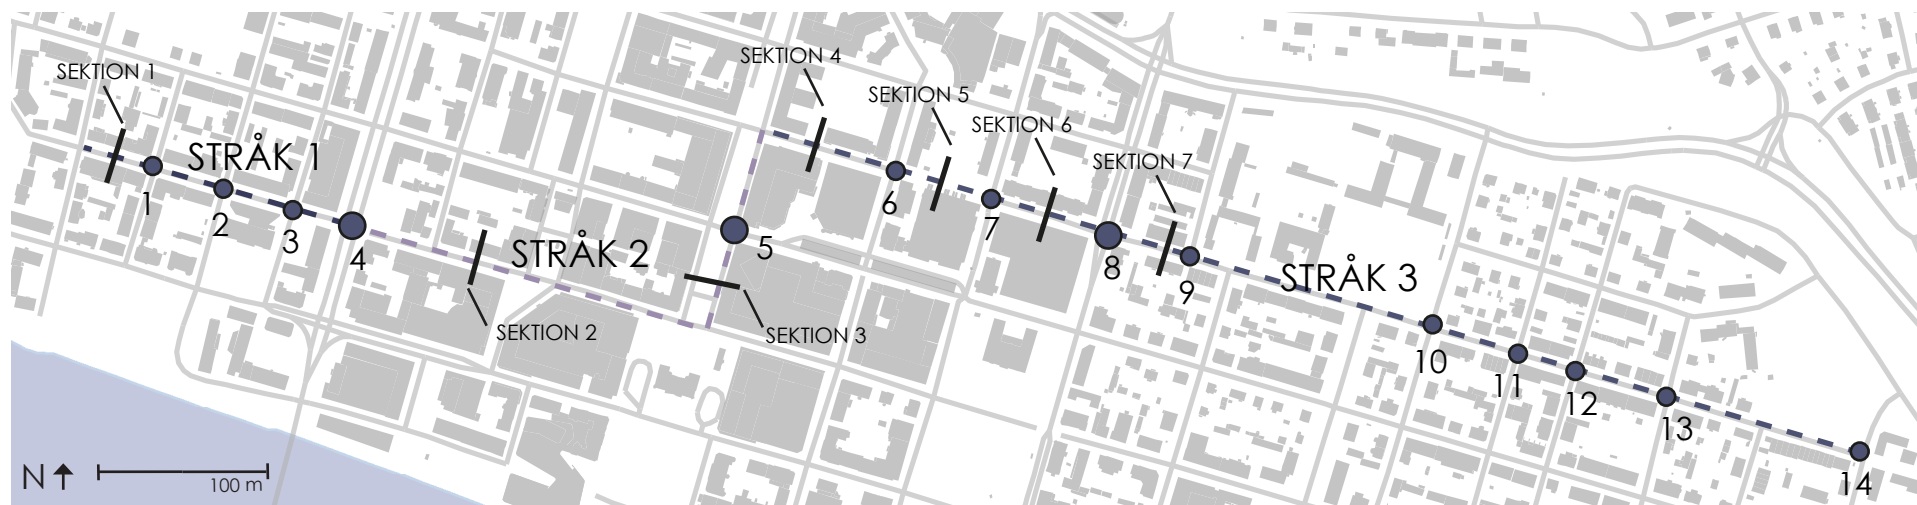 SEKTION 1
SEKTION 4
SEKTION 5
SEKTION 6
SEKTION 7
STRÅK 1
1
2
3
4
STRÅK 2
5
6
7
8
9
STRÅK 3
SEKTION 2
SEKTION 3
10
11
12
13
14
N
100 m